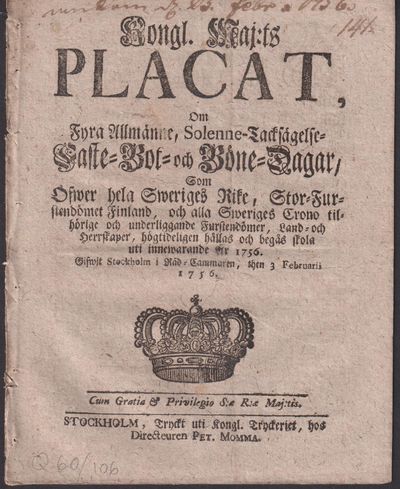 Kongl. Maj:ts
PLACAT,
Om
Fyra Allmänne, Solenne-Tacksägelse-
Faste-Bot- och Böne-Dagar/
Som
Öfwer hela Sweriges Rike, Stor-Fur-
stendömet Finland, och alla Sweriges Crono til-
hörige och underliggande Furstendömer, Land- och
Herrskaper, högtideligen hållas och begås skola
uti innewarande År 1756.
Gifwit Stockholm i Råd-Cammaren, then 3 Februarii
1756.
Cum Gratia & Privilegio S:æ R:æ Maj:tis.
STOCKHOLM, Tryckt uti Kongl. Tryckeriet, hos
Directeuren PET. MOMMA.
Q 60/106